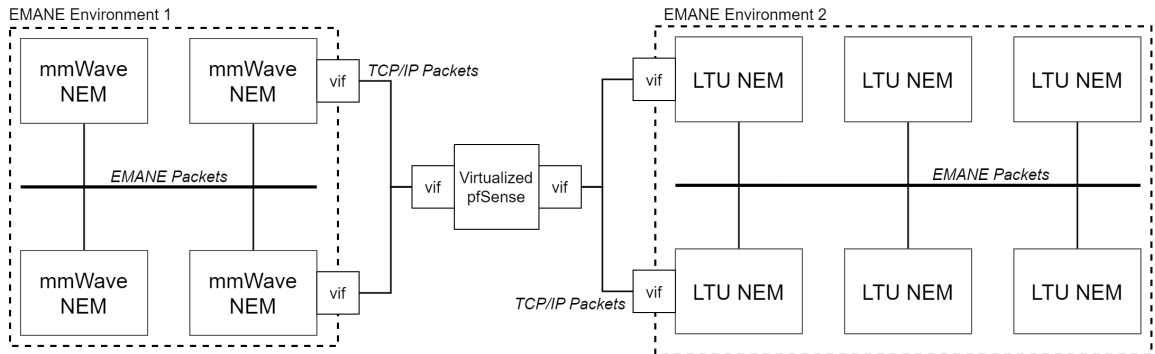 EMANE Environment 1
EMANE Environment 2
mmWave
NEM
mmWave
NEM
vif
TCP/IP Packets
vif
LTU NEM
LTU NEM
LTU NEM
EMANE Packets
vif
Virtualized
pfSense
vif
EMANE Packets
mmWave
NEM
mmWave
NEM
vif
TCP/IP Packets
vif
LTU NEM
LTU NEM
LTU NEM